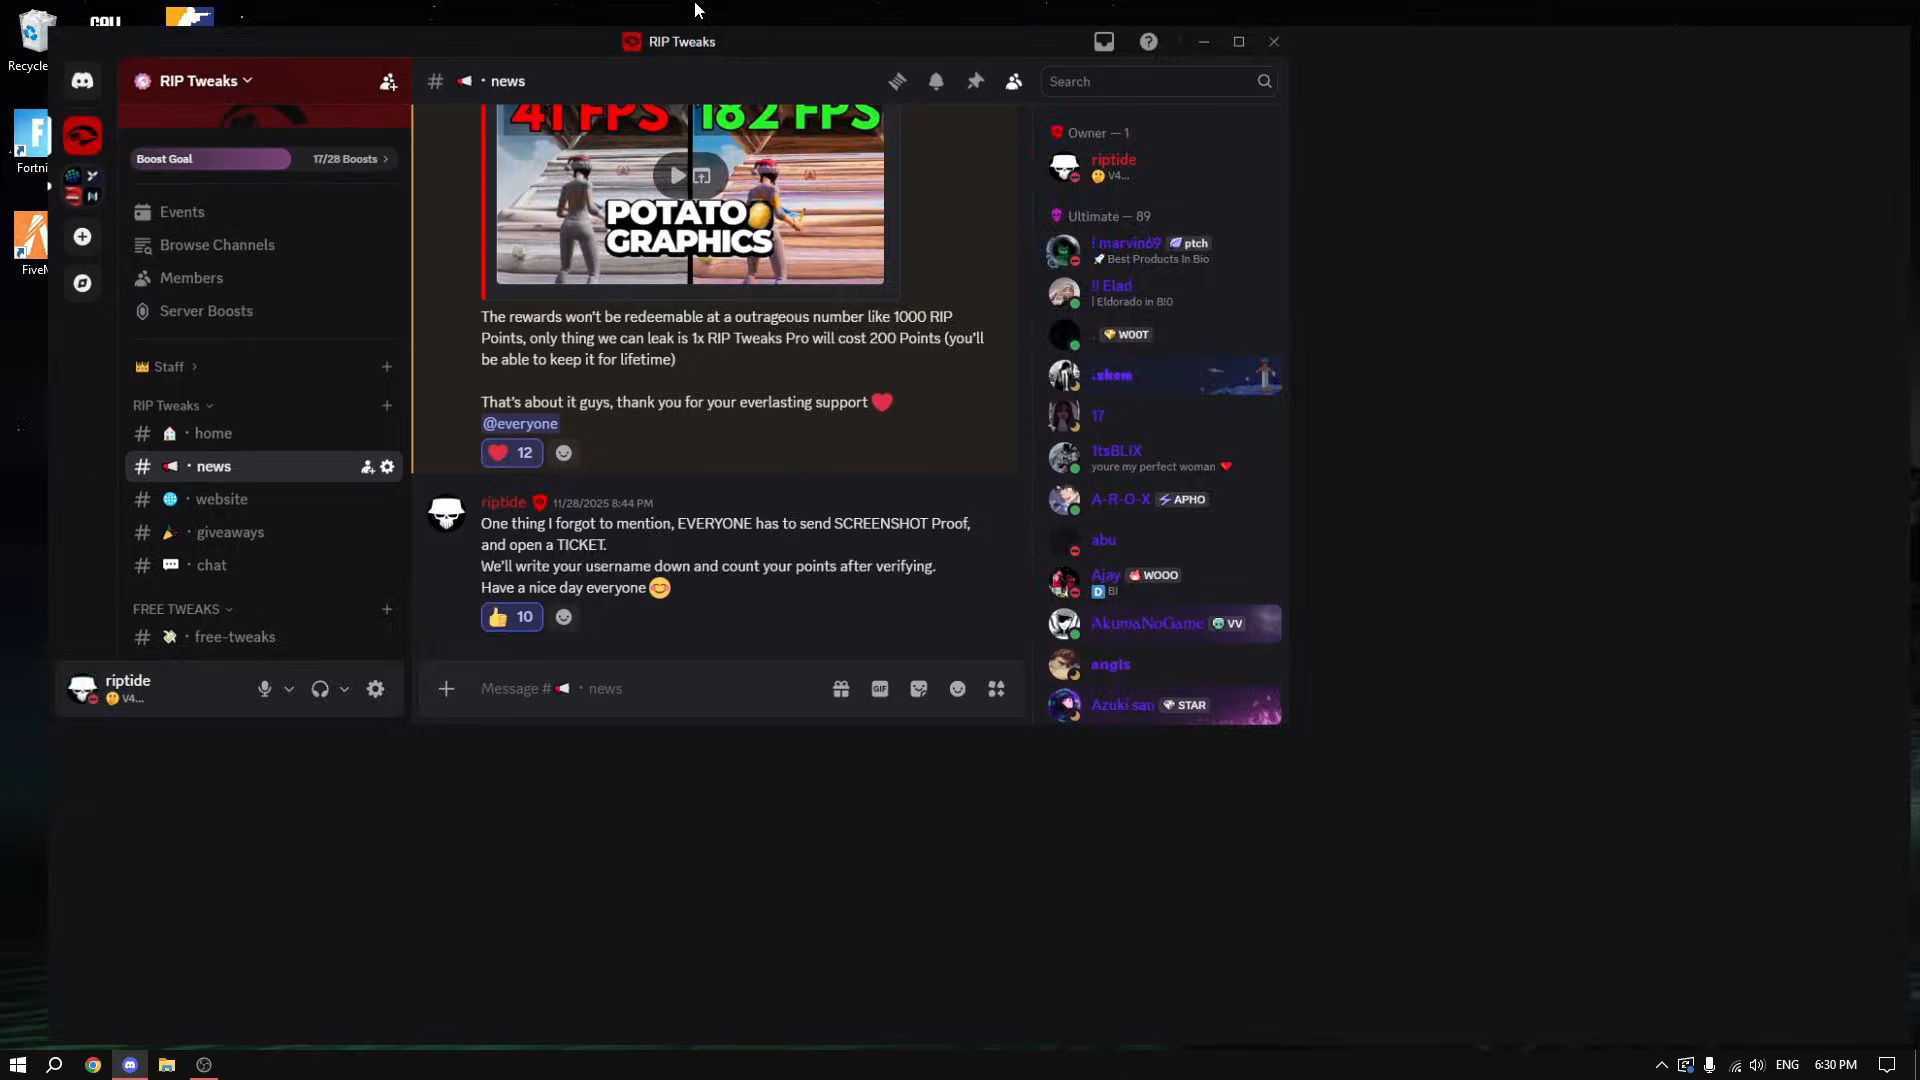 RIP Tweaks
Recycle
Fortni
FiveM
RIP Tweaks
Boost Goal
17/28 Boosts
Events
Browse Channels
Members
Server Boosts
Staff
RIP Tweaks
home
news
website
giveaways
chat
FREE TWEAKS
free-tweaks
riptide
V4...
news
Search
41 FPS
182 FPS
POTATO
GRAPHICS
The rewards won't be redeemable at a outrageous number like 1000 RIP
Points, only thing we can leak is 1x RIP Tweaks Pro will cost 200 Points (you'll
be able to keep it for lifetime)
That's about it guys, thank you for your everlasting support
@everyone
12
riptide 11/28/2025 8:44 PM
One thing I forgot to mention, EVERYONE has to send SCREENSHOT Proof,
and open a TICKET.
We'll write your username down and count your points after verifying.
Have a nice day everyone
10
Message # news
GIF
Owner — 1
riptide
V4...
Ultimate — 89
! marvin69 ptch
Best Products In Bio
!! Elad
| Eldorado in B!0
. W00T
.skem
17
1tsBLIX
youre my perfect woman
A-R-O-X APHO
abu
Ajay WOOO
BI
AkumaNoGame VV
angls
Azuki san STAR
ENG
6:30 PM